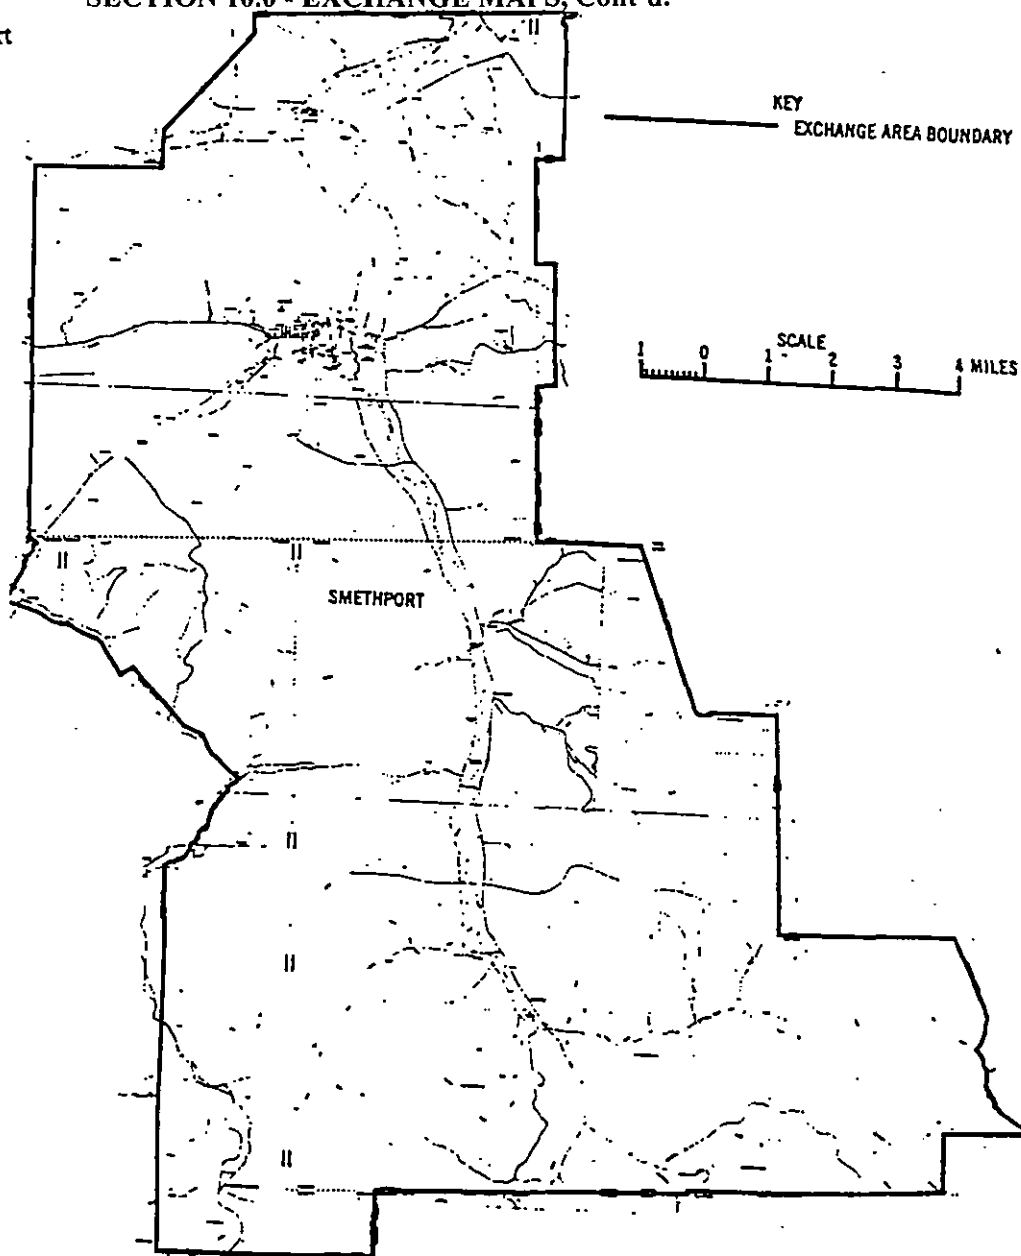 SECTION 10.0 - EXCHANGE MAPS, Cont'd.
KEY
EXCHANGE AREA BOUNDARY
SCALE
1 0 1 2 3 4 MILES
SMETHPORT